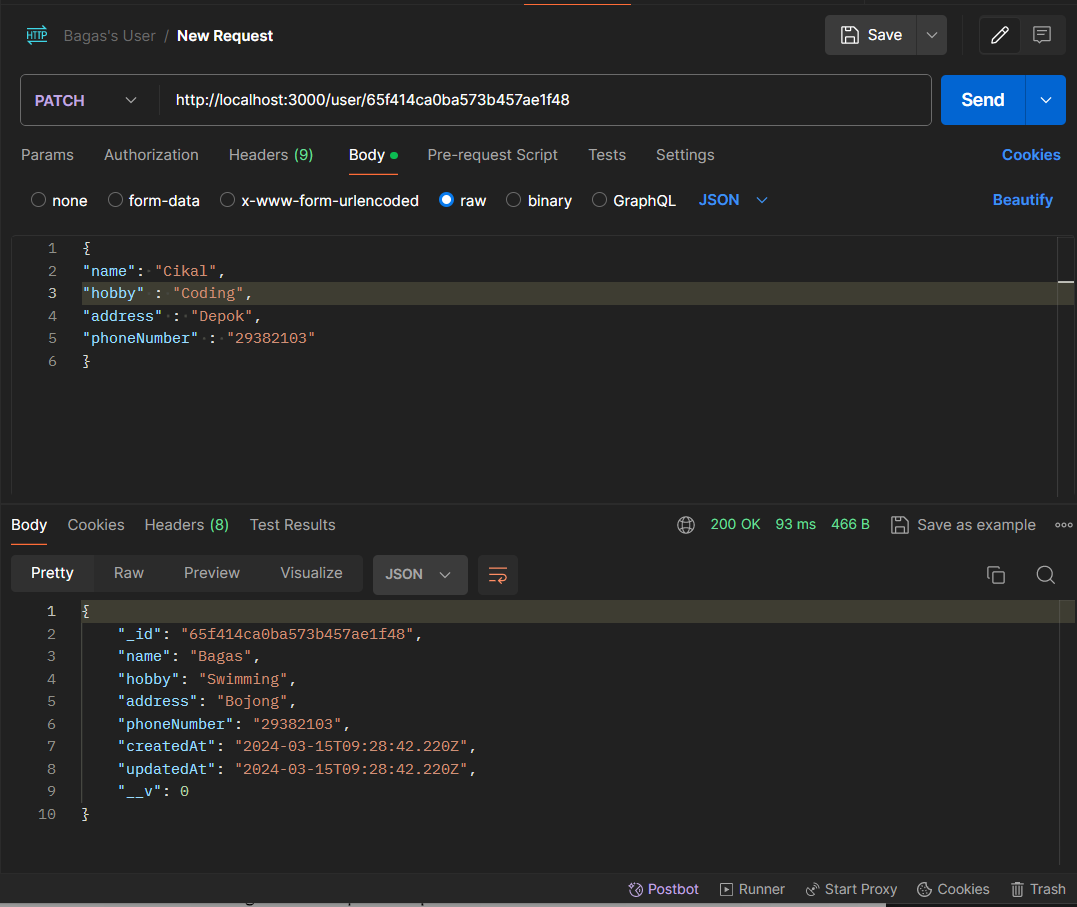 HTTP Bagas's User / New Request Save
PATCH http://localhost:3000/user/65f414ca0ba573b457ae1f48 Send
Params Authorization Headers (9) Body Pre-request Script Tests Settings Cookies
none form-data x-www-form-urlencoded raw binary GraphQL JSON Beautify
1 {
2 "name": "Cikal",
3 "hobby" : "Coding",
4 "address" : "Depok",
5 "phoneNumber" : "29382103"
6 }
Body Cookies Headers (8) Test Results 200 OK 93 ms 466 B Save as example
Pretty Raw Preview Visualize JSON
1 {
2 "_id": "65f414ca0ba573b457ae1f48",
3 "name": "Bagas",
4 "hobby": "Swimming",
5 "address": "Bojong",
6 "phoneNumber": "29382103",
7 "createdAt": "2024-03-15T09:28:42.220Z",
8 "updatedAt": "2024-03-15T09:28:42.220Z",
9 "__v": 0
10 }
Postbot Runner Start Proxy Cookies Trash